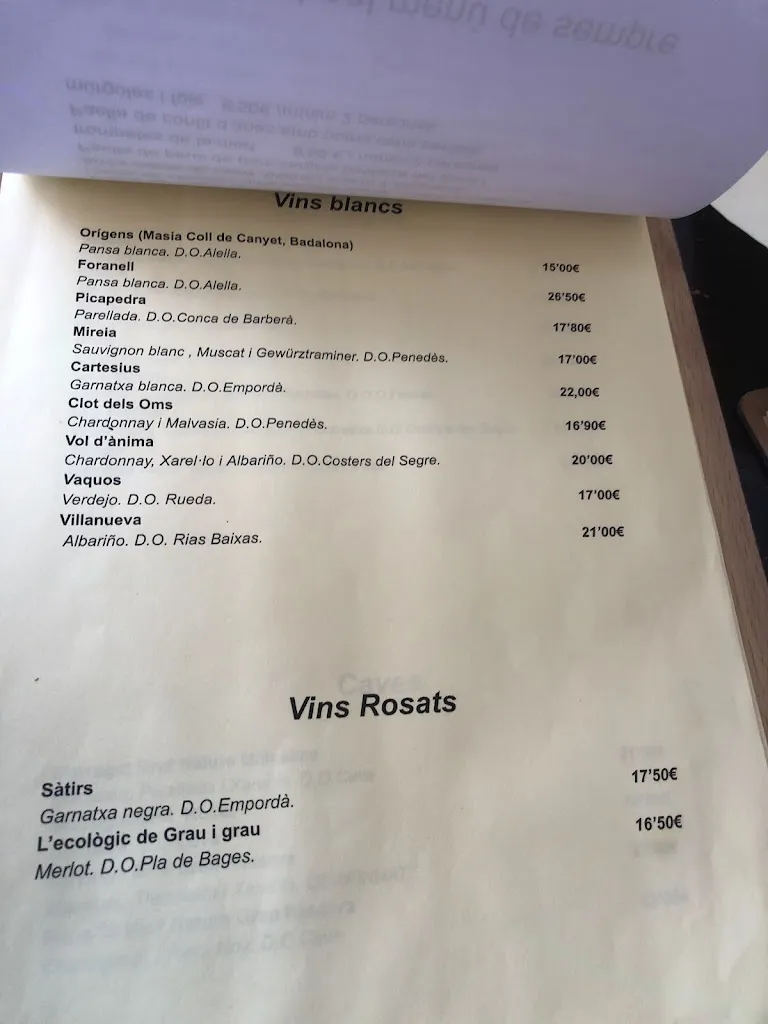 menú de sempre
Vins blancs
Orígens (Masia Coll de Canyet, Badalona)
Pansa blanca. D.O.Alella. 15'00€
Foranell
Pansa blanca. D.O.Alella. 26'50€
Picapedra
Parellada. D.O.Conca de Barberà. 17'80€
Mireia
Sauvignon blanc , Muscat i Gewürztraminer. D.O.Penedès. 17'00€
Cartesius
Garnatxa blanca. D.O.Empordà. 22,00€
Clot dels Oms
Chardonnay i Malvasia. D.O.Penedès. 16'90€
Vol d'ànima
Chardonnay, Xarel·lo i Albariño. D.O.Costers del Segre. 20'00€
Vaquos
Verdejo. D.O. Rueda. 17'00€
Villanueva
Albariño. D.O. Rias Baixas. 21'00€
Cavas
Vins Rosats
Sàtirs 17'50€
Garnatxa negra. D.O.Empordà.
L'ecològic de Grau i grau 16'50€
Merlot. D.O.Pla de Bages.